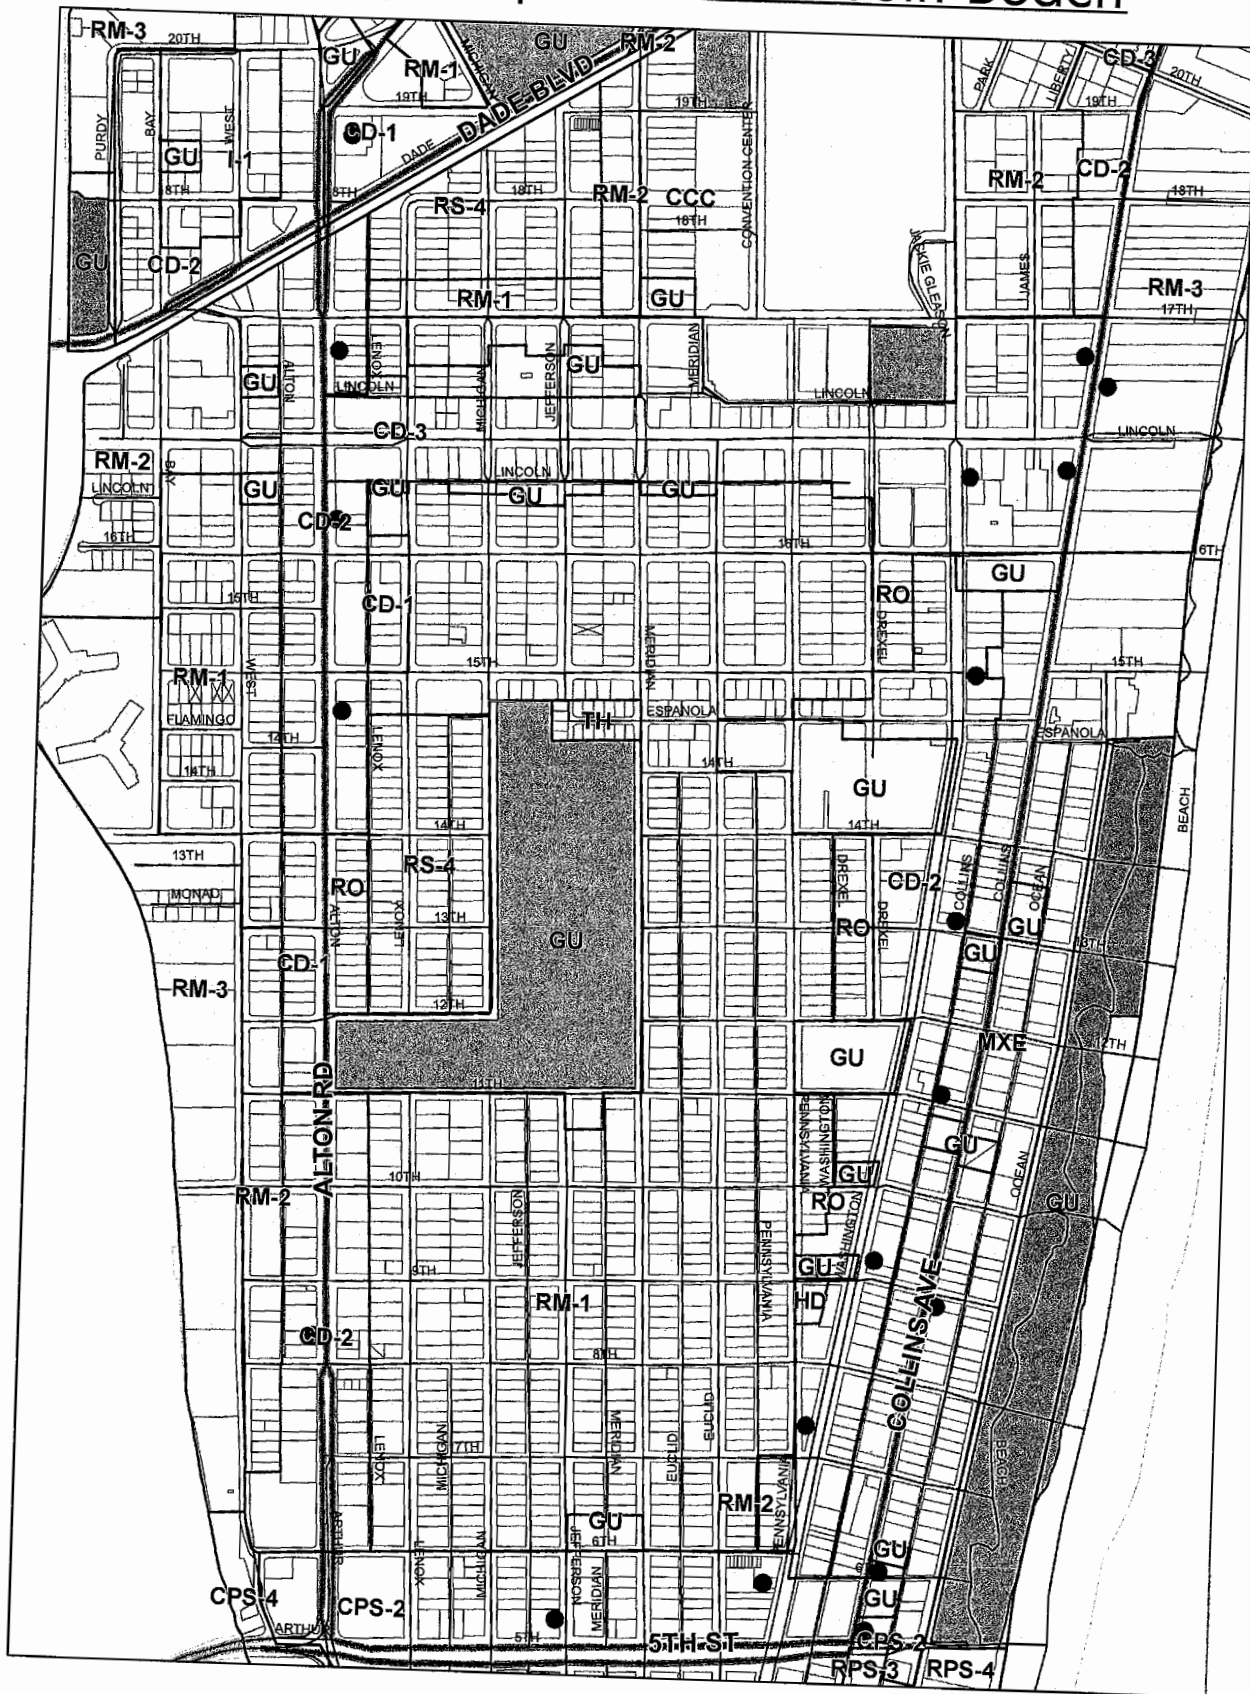 Beach
RM-3
20TH
GU
RM-1
MICHIGAN
GU
RM-2
CD-3
20TH
PARK
LIBERTY
19TH
19TH
19TH
DADE BLVD
CD-1
DADE
PURDY
BAY
WEST
GU
I-1
8TH
8TH
18TH
RM-2
CCC
18TH
CONVENTION CENTER
RM-2
CD-2
18TH
RS-4
GU
CD-2
JACKIE GLEASON
JAMES
RM-1
GU
RM-3
17TH
GU
ALTON
LENOX
LINCOLN
MICHIGAN
JEFFERSON
GU
MERIDIAN
LINCOLN
CD-3
LINCOLN
RM-2
BAY
LINCOLN
GU
GU
LINCOLN
GU
GU
CD-2
16TH
16TH
6TH
GU
15TH
CD-1
RO
DREXEL
MERIDIAN
15TH
15TH
RM-1
WEST
FLAMINGO
TH
ESPANOLA
ESPANOLA
14TH
LENOX
14TH
14TH
GU
BEACH
14TH
14TH
13TH
RS-4
MONAD
RO
ALTON
LENOX
13TH
DREXEL
CD-2
RO
DREXEL
COLLINS
COLLINS
OCEAN
GU
GU
13TH
GU
CD-1
RM-3
12TH
GU
MXE
12TH
11TH
ALTON RD
PENNSYLVANIA
WASHINGTON
GU
OCEAN
10TH
GU
RM-2
JEFFERSON
RO
WASHINGTON
PENNSYLVANIA
GU
9TH
GU
RM-1
HD
COLLINS AVE
CD-2
8TH
EUCLID
MERIDIAN
EUCLID
LENOX
MICHIGAN
7TH
BEACH
RM-2
PENNSYLVANIA
GU
6TH
ARTHUR
LENOX
MICHIGAN
JEFFERSON
MERIDIAN
GU
CPS-4
CPS-2
GU
ARTHUR
5TH
5TH ST
CPS-2
RPS-3
RPS-4